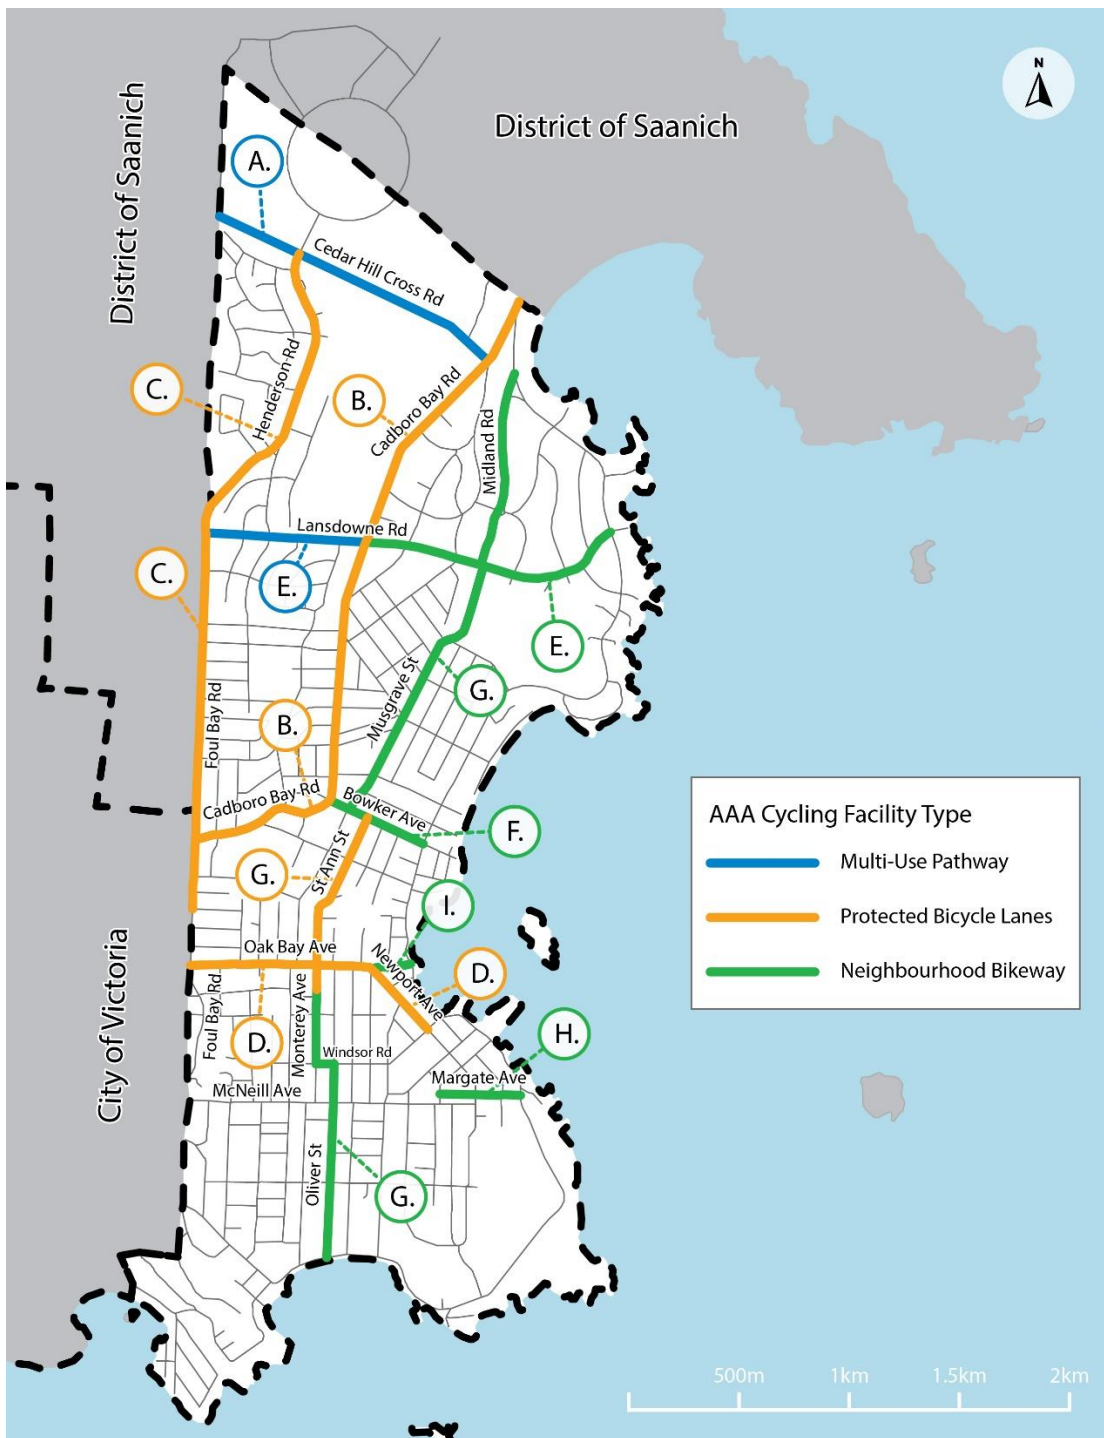 N
District of Saanich
District of Saanich
A.
Cedar Hill Cross Rd
Henderson Rd
C.
B.
Cadboro Bay Rd
Midland Rd
Lansdowne Rd
C.
E.
E.
Musgrave St
G.
Foul Bay Rd
B.
Cadboro Bay Rd
Bowker Ave
F.
AAA Cycling Facility Type
Multi-Use Pathway
Protected Bicycle Lanes
Neighbourhood Bikeway
St Ann St
G.
I.
City of Victoria
Oak Bay Ave
Newport Ave
D.
Foul Bay Rd
D.
Monterey Ave
Windsor Rd
H.
McNeill Ave
Margate Ave
Oliver St
G.
500m
1km
1.5km
2km